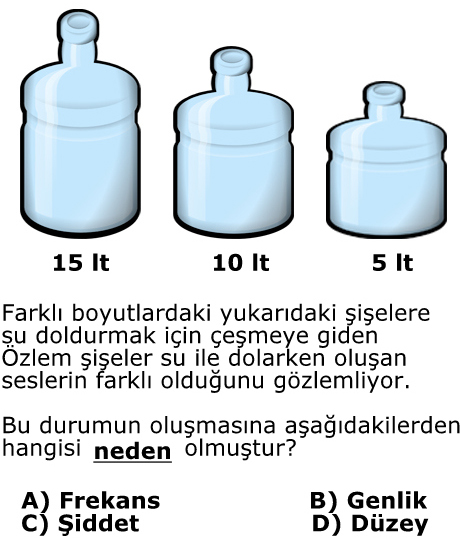 15 lt 10 lt 5 lt
Farklı boyutlardaki yukarıdaki şişelere
su doldurmak için çeşmeye giden
Özlem şişeler su ile dolarken oluşan
seslerin farklı olduğunu gözlemliyor.
Bu durumun oluşmasına aşağıdakilerden
hangisi neden olmuştur?
A) Frekans B) Genlik
C) Şiddet D) Düzey